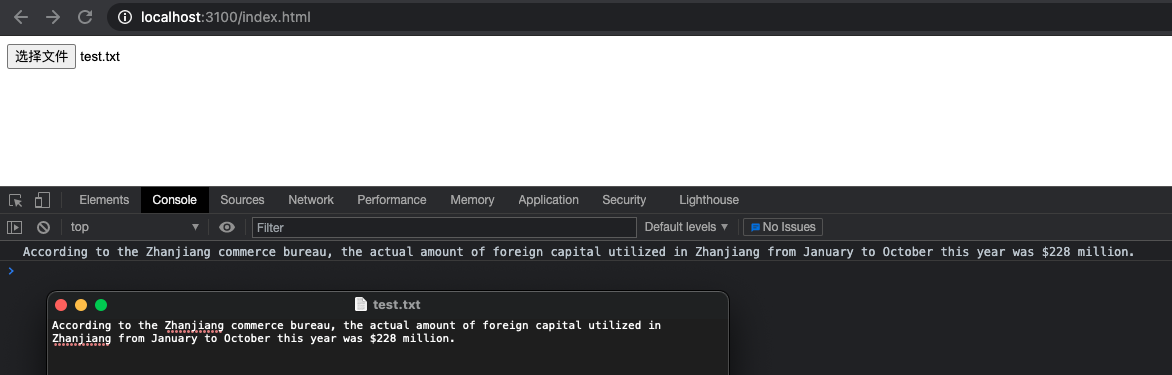 localhost:3100/index.html
选择文件 test.txt
Elements Console Sources Network Performance Memory Application Security Lighthouse
top Filter Default levels No Issues
According to the Zhanjiang commerce bureau, the actual amount of foreign capital utilized in Zhanjiang from January to October this year was $228 million.
test.txt
According to the Zhanjiang commerce bureau, the actual amount of foreign capital utilized in
Zhanjiang from January to October this year was $228 million.